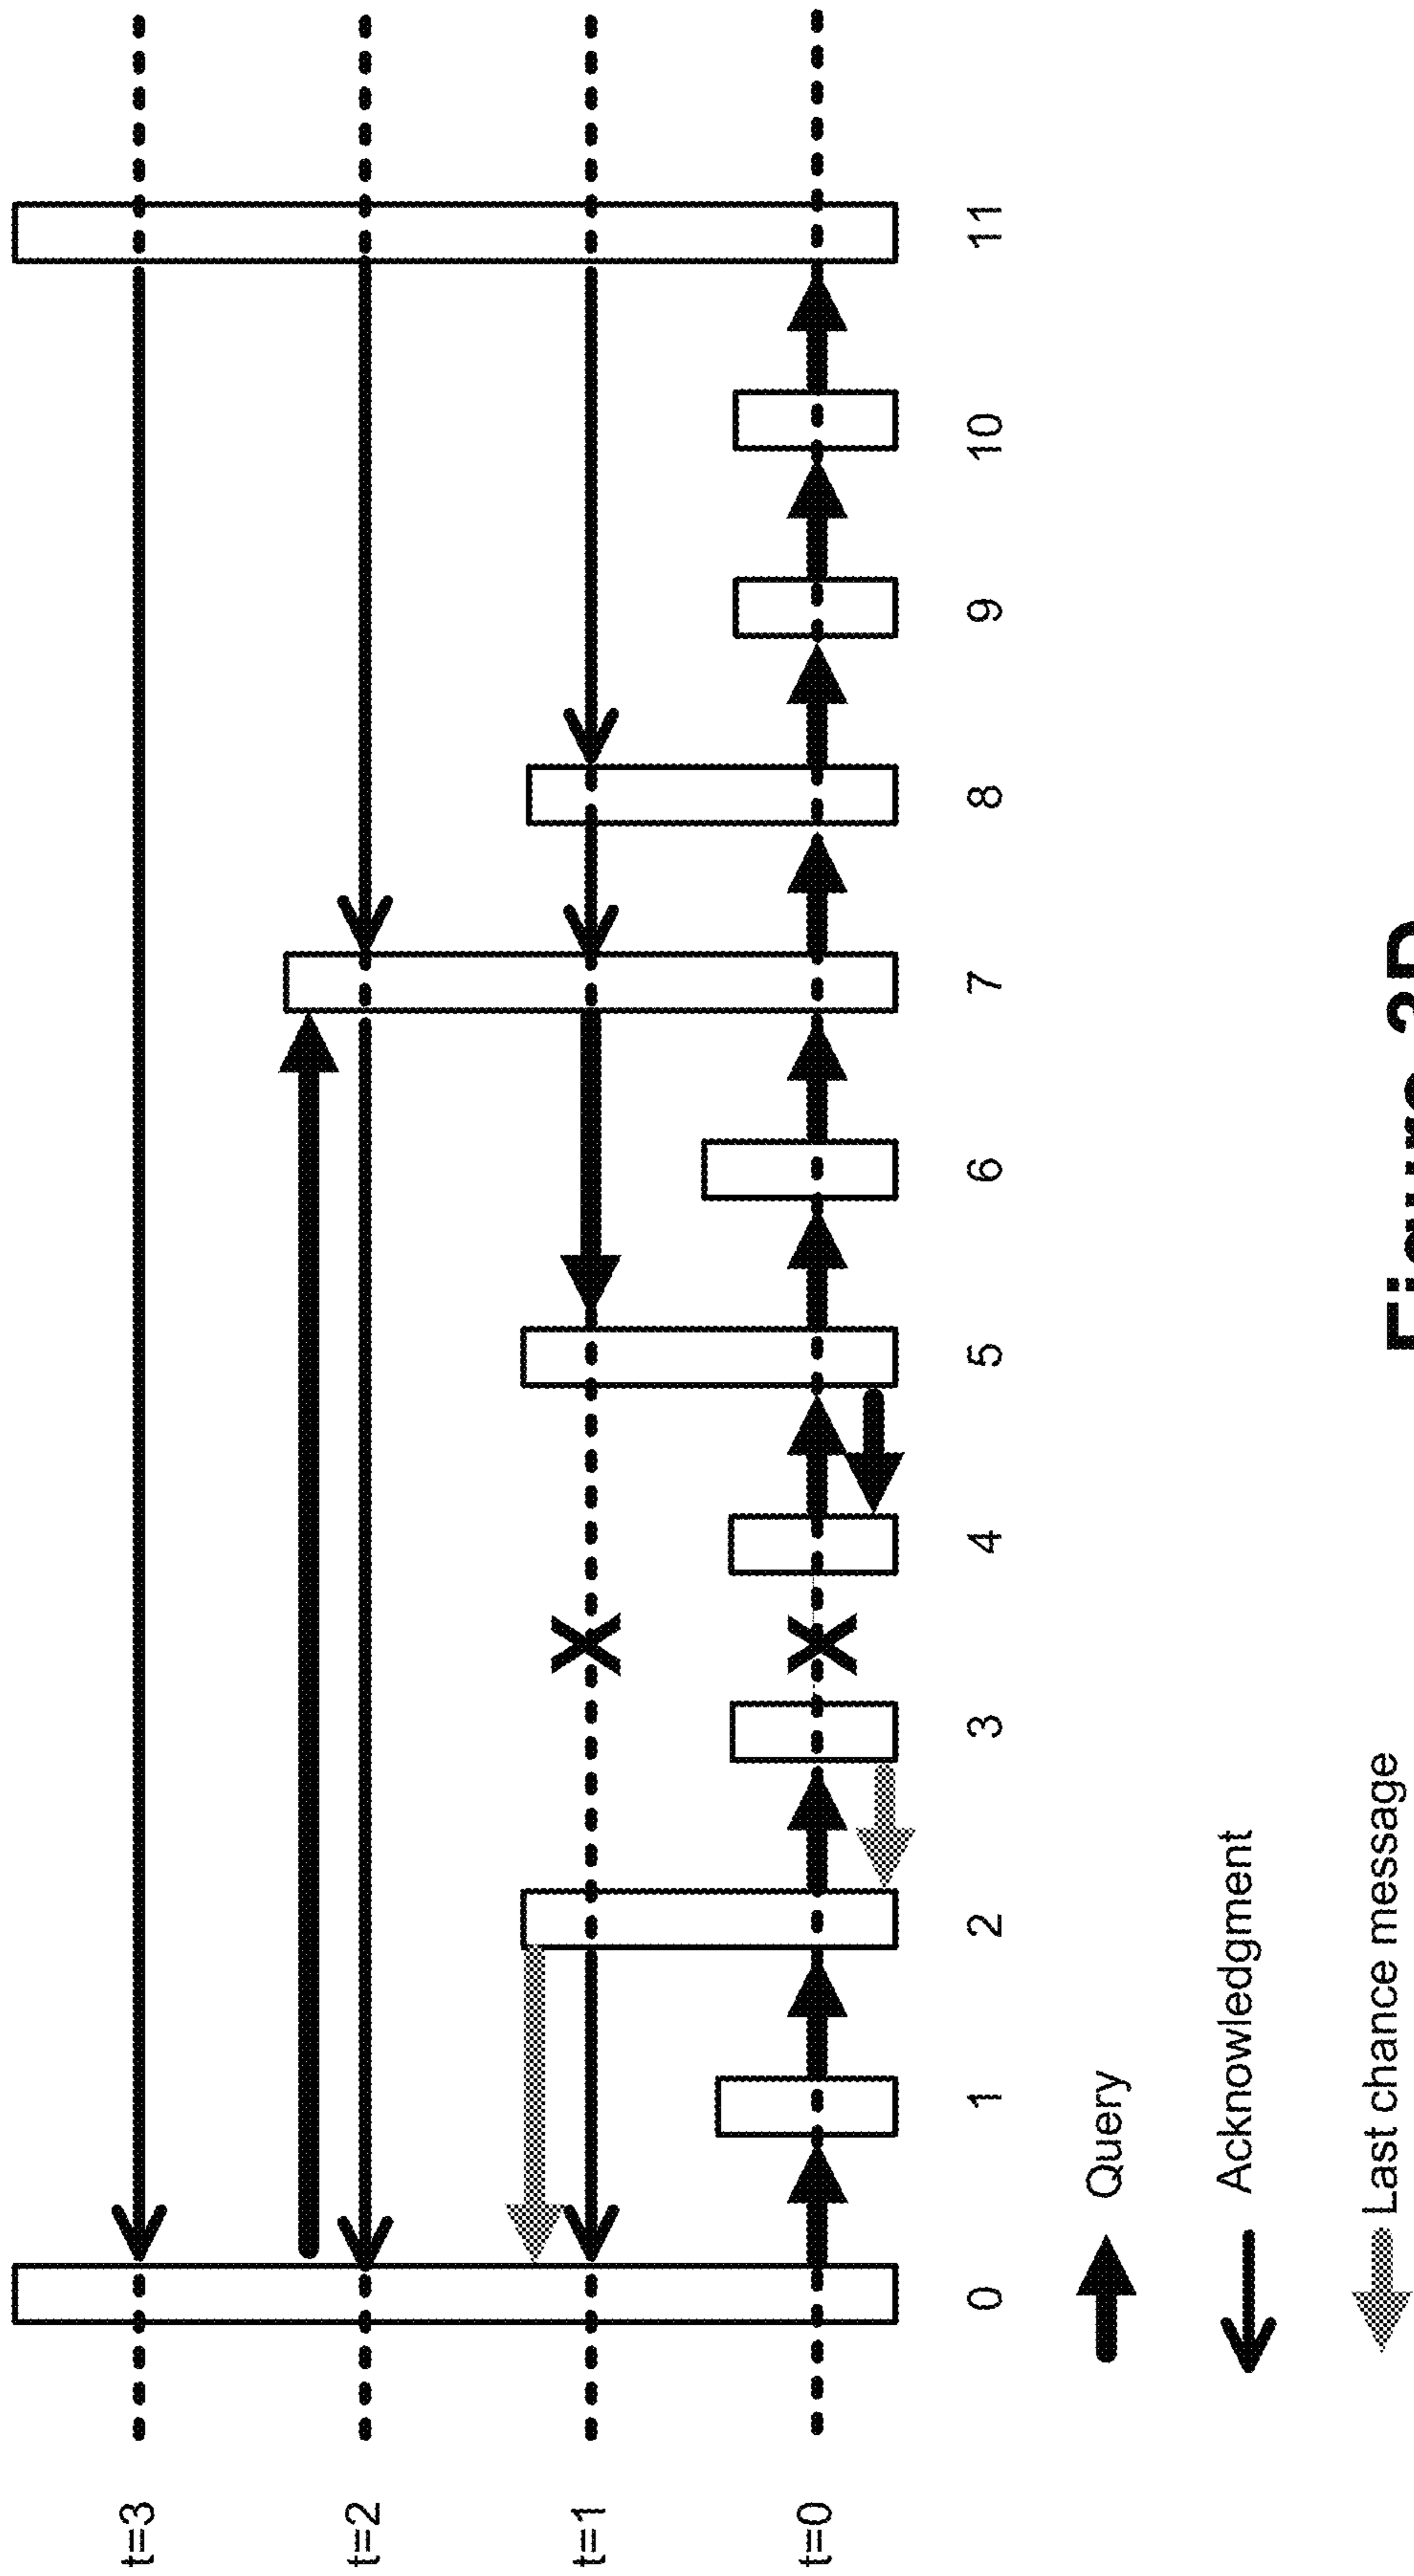 t=3
t=2
t=1
t=0
0 1 2 3 4 5 6 7 8 9 10 11
Query
Acknowledgment
Last chance message